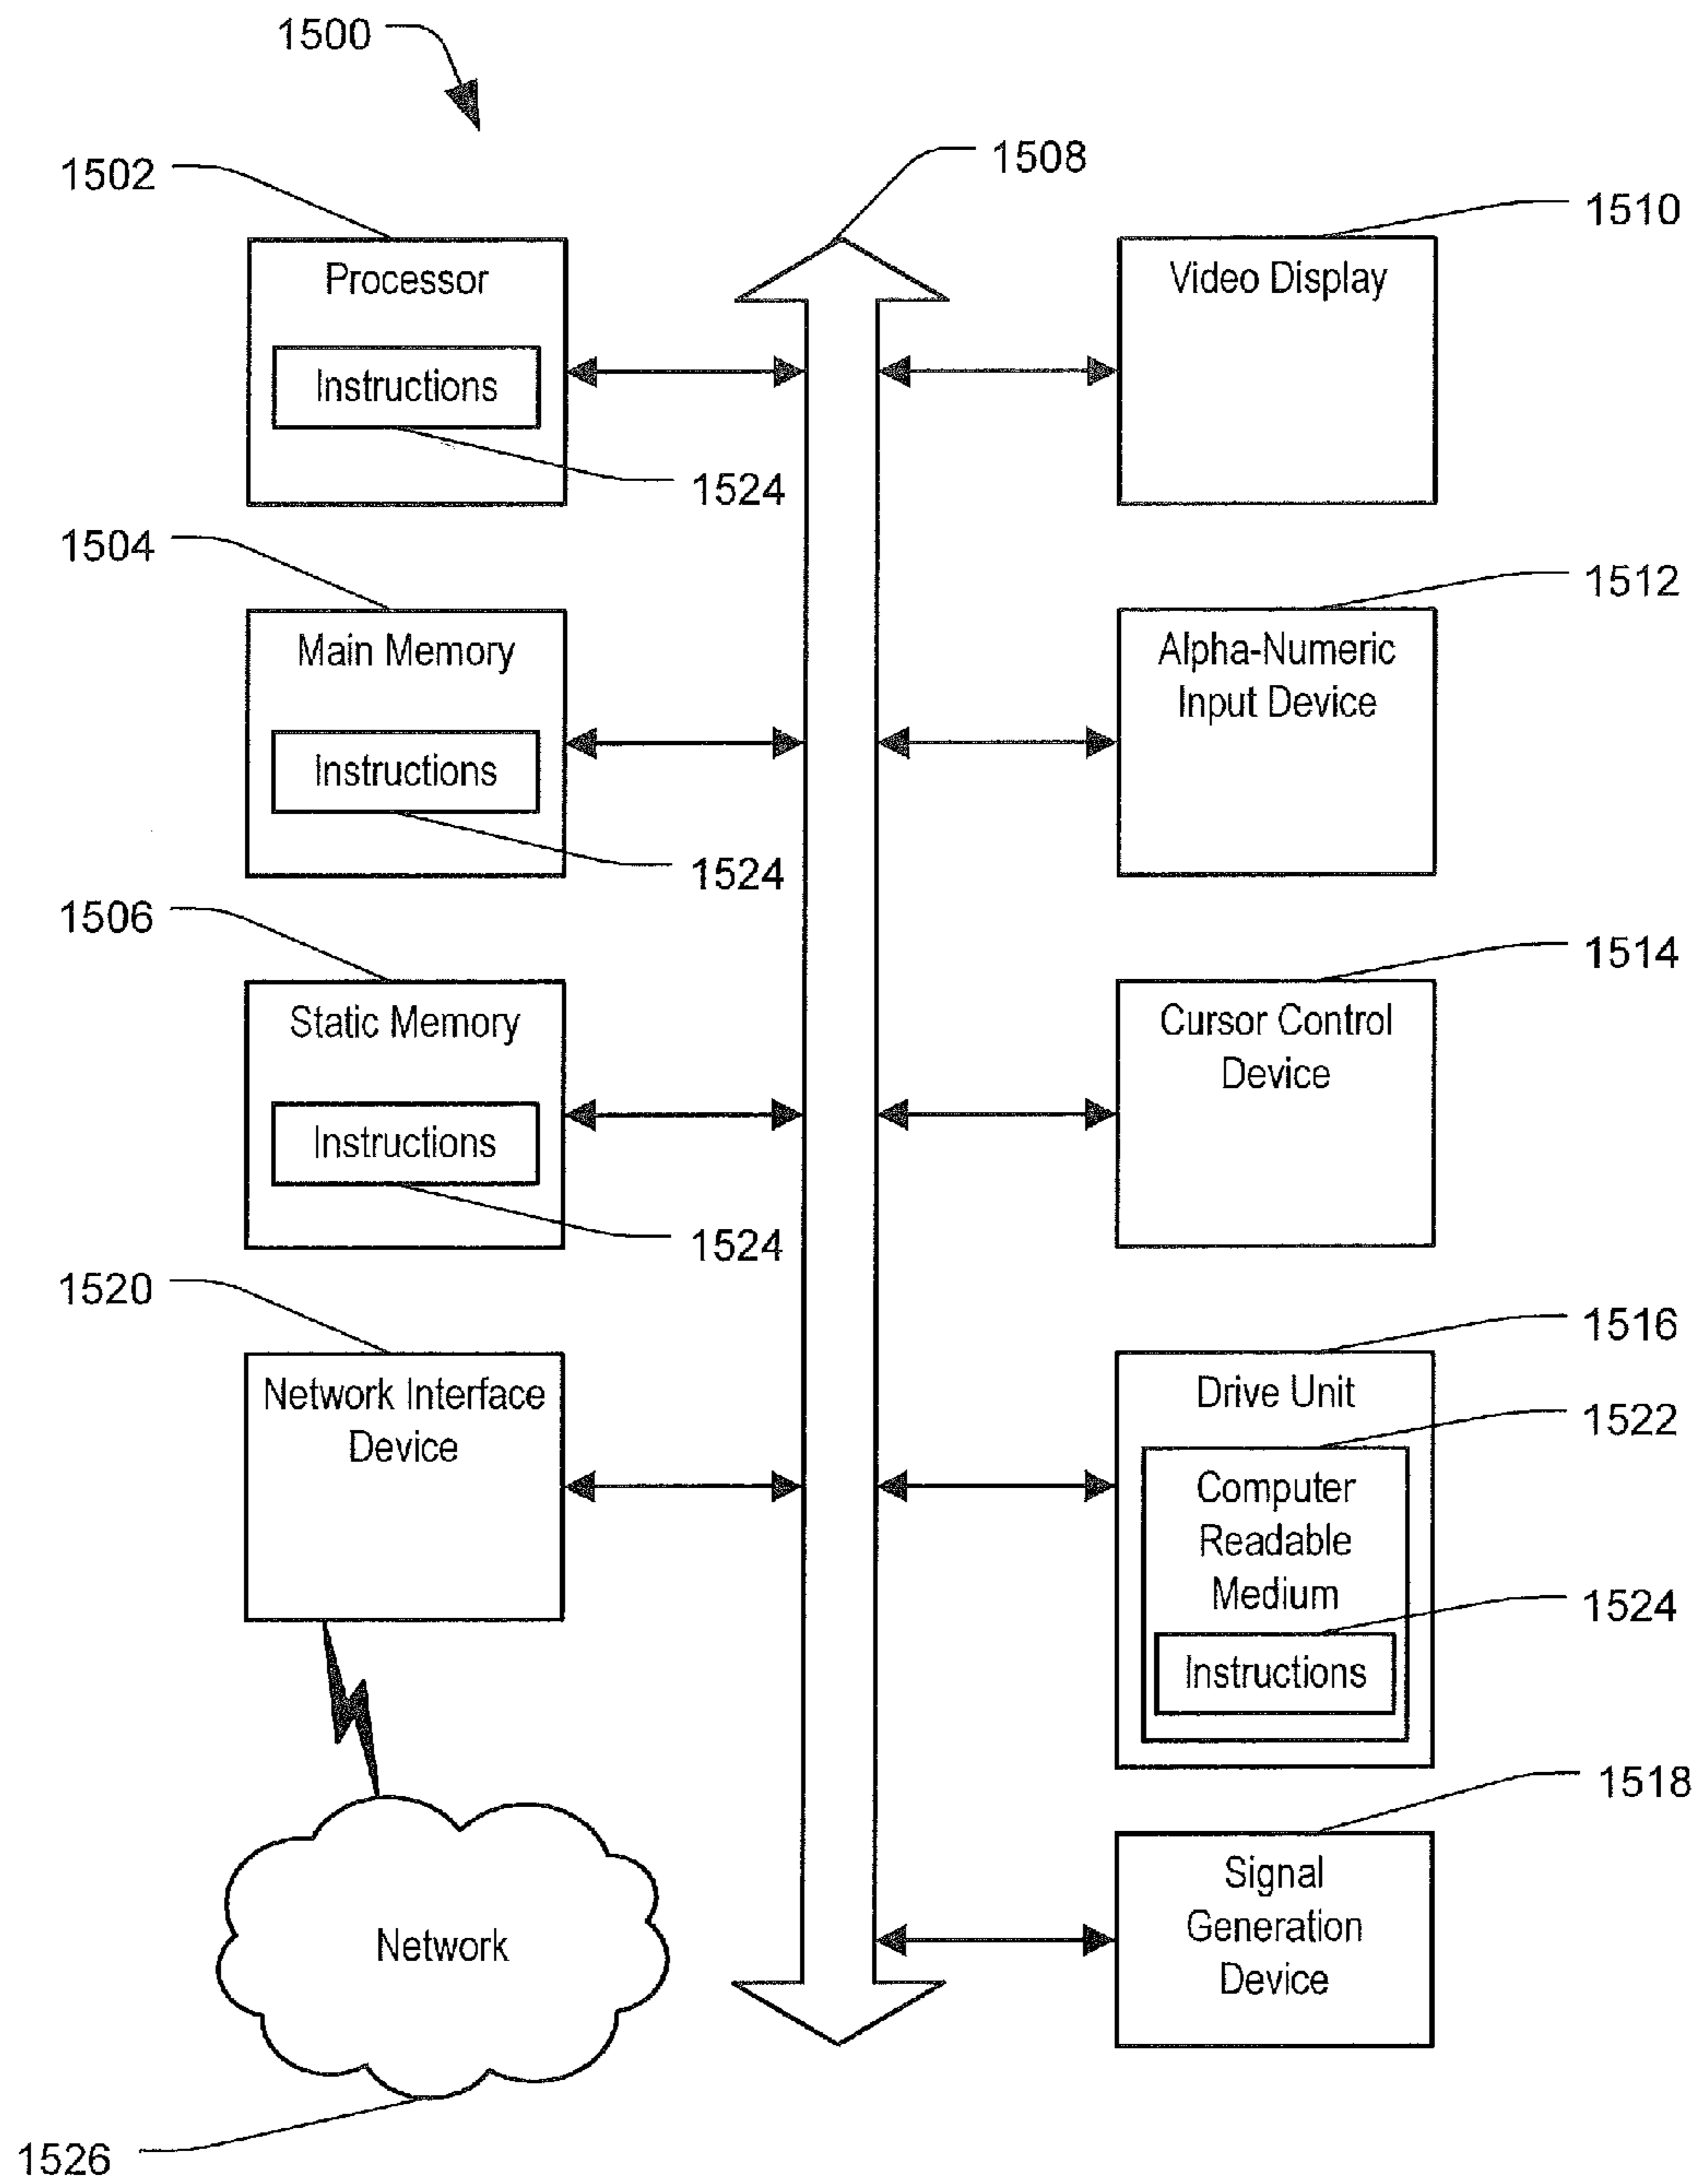 1500
1502
1508
1510
Processor
Instructions
1524
Video Display
1504
1512
Main Memory
Instructions
1524
Alpha-Numeric
Input Device
1506
1514
Static Memory
Instructions
1524
Cursor Control
Device
1520
1516
Network Interface
Device
Drive Unit
1522
Computer
Readable
Medium
1524
Instructions
1518
Signal
Generation
Device
Network
1526